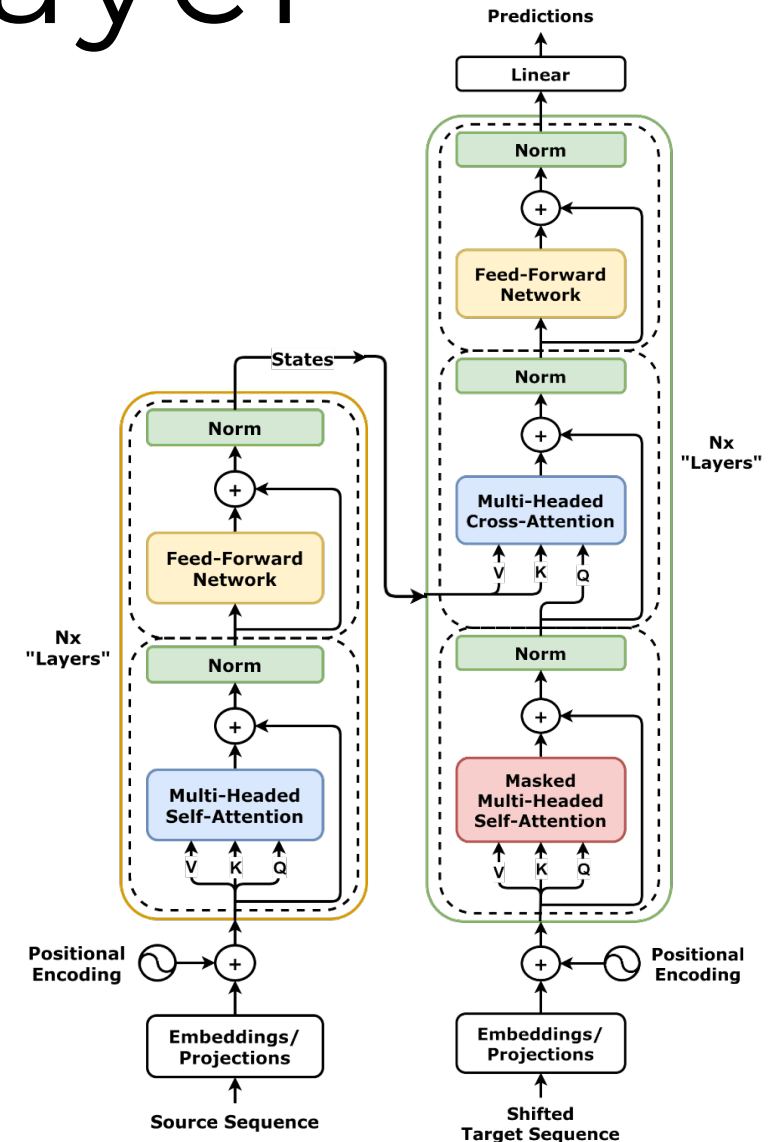 Predictions
Linear
Norm
+
Feed-Forward
Network
Norm
+
Multi-Headed
Cross-Attention
V K Q
Norm
+
Masked
Multi-Headed
Self-Attention
V K Q
Nx
"Layers"
+
Positional
Encoding
Embeddings/
Projections
Shifted
Target Sequence
States
Norm
+
Feed-Forward
Network
Norm
+
Multi-Headed
Self-Attention
V K Q
Nx
"Layers"
Positional
Encoding
+
Embeddings/
Projections
Source Sequence